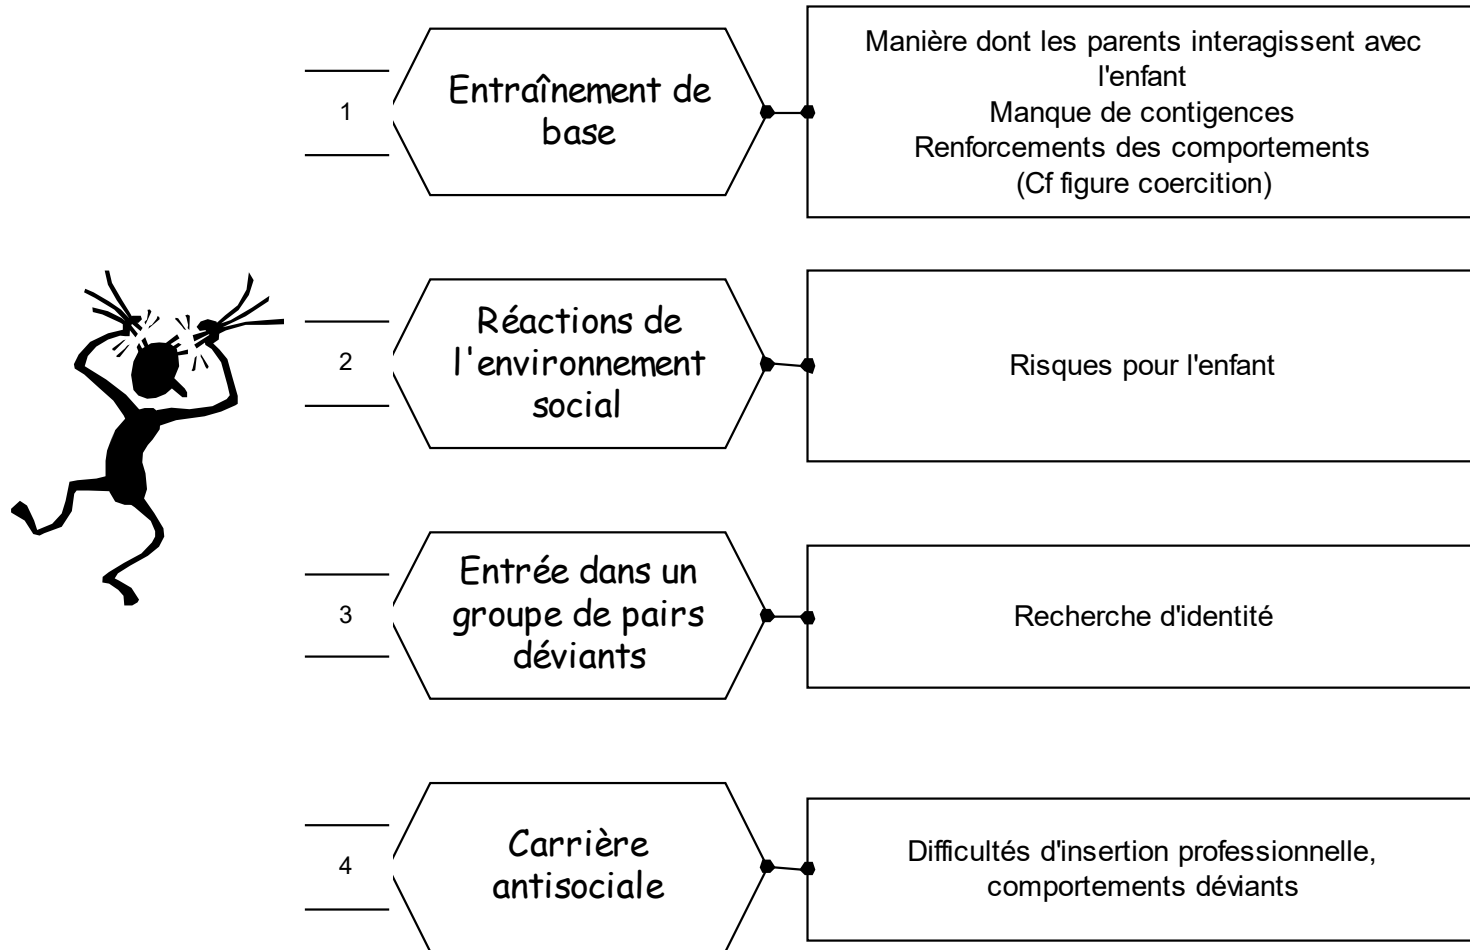 1
Entraînement de
base
Manière dont les parents interagissent avec
l'enfant
Manque de contigences
Renforcements des comportements
(Cf figure coercition)
2
Réactions de
l'environnement
social
Risques pour l'enfant
3
Entrée dans un
groupe de pairs
déviants
Recherche d'identité
4
Carrière
antisociale
Difficultés d'insertion professionnelle,
comportements déviants